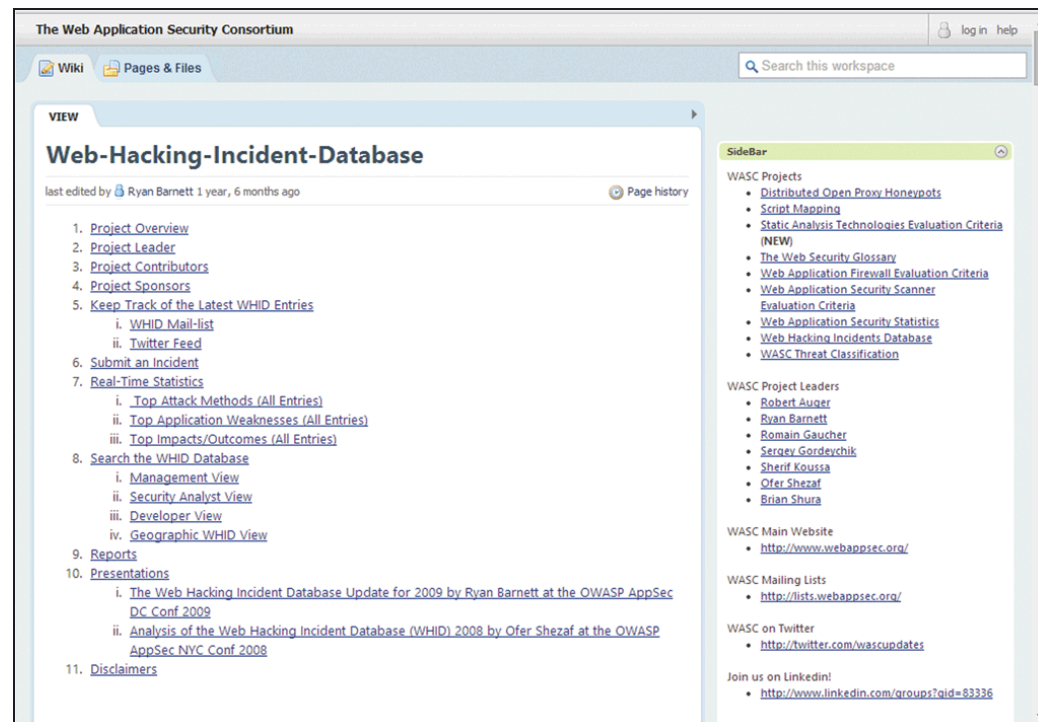 The Web Application Security Consortium
log in help
Wiki
Pages & Files
Search this workspace
VIEW
Web-Hacking-Incident-Database
last edited by Ryan Barnett 1 year, 6 months ago
Page history
1. Project Overview
2. Project Leader
3. Project Contributors
4. Project Sponsors
5. Keep Track of the Latest WHID Entries
i. WHID Mail-list
ii. Twitter Feed
6. Submit an Incident
7. Real-Time Statistics
i. Top Attack Methods (All Entries)
ii. Top Application Weaknesses (All Entries)
iii. Top Impacts/Outcomes (All Entries)
8. Search the WHID Database
i. Management View
ii. Security Analyst View
iii. Developer View
iv. Geographic WHID View
9. Reports
10. Presentations
i. The Web Hacking Incident Database Update for 2009 by Ryan Barnett at the OWASP AppSec
DC Conf 2009
ii. Analysis of the Web Hacking Incident Database (WHID) 2008 by Ofer Shezaf at the OWASP
AppSec NYC Conf 2008
11. Disclaimers
SideBar
WASC Projects
• Distributed Open Proxy Honeypots
• Script Mapping
• Static Analysis Technologies Evaluation Criteria
(NEW)
• The Web Security Glossary
• Web Application Firewall Evaluation Criteria
• Web Application Security Scanner
Evaluation Criteria
• Web Application Security Statistics
• Web Hacking Incidents Database
• WASC Threat Classification
WASC Project Leaders
• Robert Auger
• Ryan Barnett
• Romain Gaucher
• Sergey Gordeychik
• Sherif Koussa
• Ofer Shezaf
• Brian Shura
WASC Main Website
• http://www.webappsec.org/
WASC Mailing Lists
• http://lists.webappsec.org/
WASC on Twitter
• http://twitter.com/wascupdates
Join us on Linkedin!
• http://www.linkedin.com/groups?gid=83336